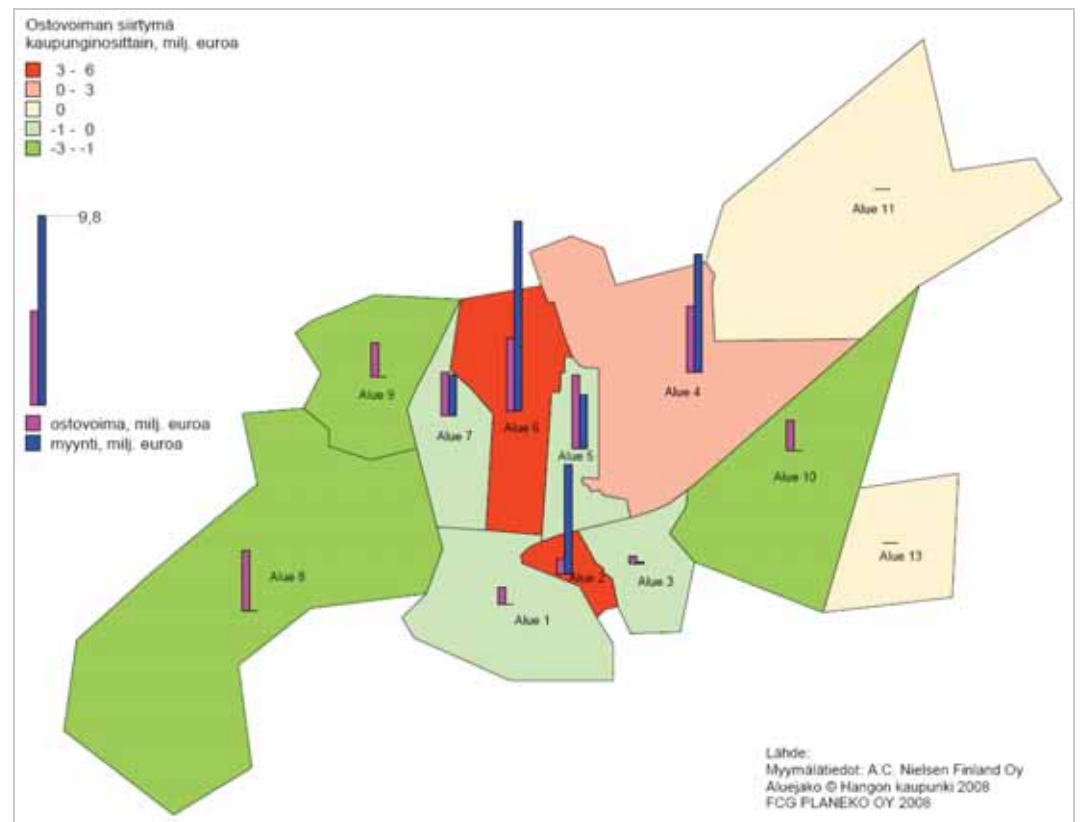 Ostovoiman siirtymä
kaupunginosittain, milj. euroa
3 - 6
0 - 3
0
-1 - 0
-3 - -1
9,8
ostovoima, milj. euroa
myynti, milj. euroa
Alue 11
Alue 4
Alue 9
Alue 7
Alue 6
Alue 5
Alue 10
Alue 13
Alue 8
Alue 2
Alue 3
Alue 1
Lähde:
Myymälätiedot: A.C. Nielsen Finland Oy
Aluejako © Hangon kaupunki 2008
FCG PLANEKO OY 2008